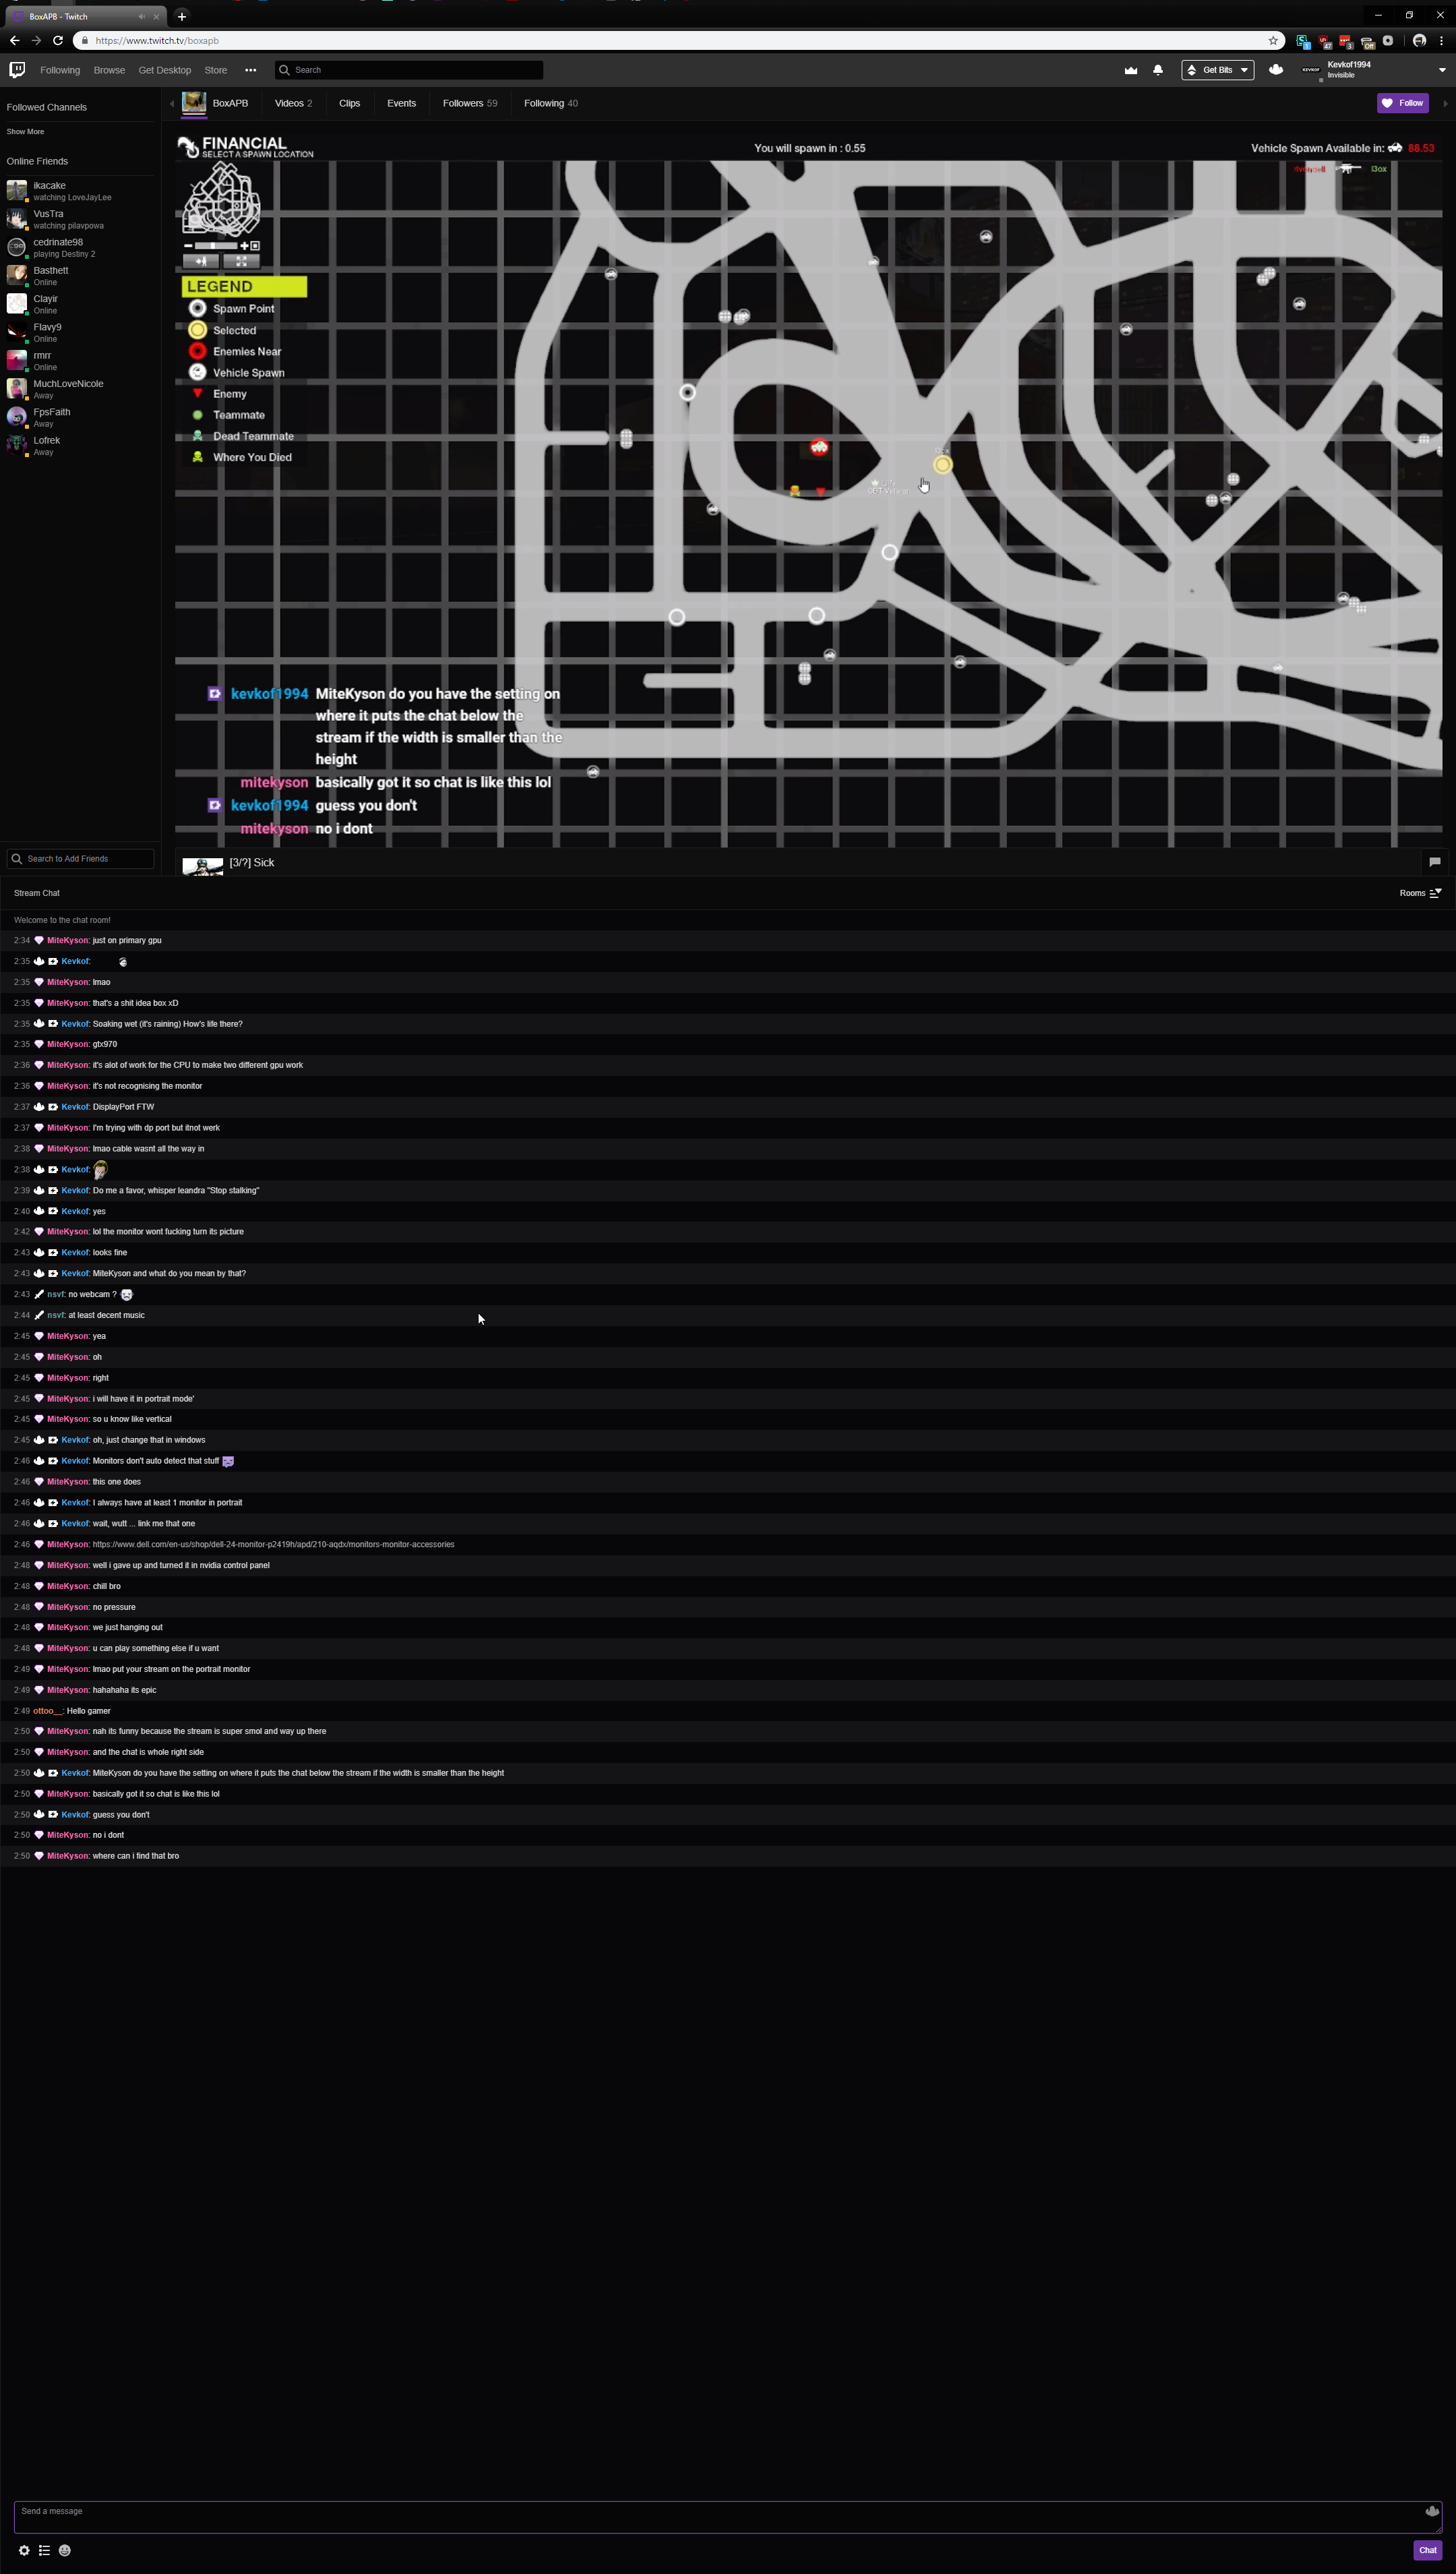 BoxAPB - Twitch
https://www.twitch.tv/boxapb
1
47
3
Off
Following Browse Get Desktop Store
Search
Get Bits
KEVKOF
Kevkof1994
Invisible
Followed Channels
Show More
Online Friends
ikacake
watching LoveJayLee
VusTra
watching pilavpowa
cedrinate98
playing Destiny 2
Basthett
Online
Clayir
Online
Flavy9
Online
rmrr
Online
MuchLoveNicole
Away
FpsFaith
Away
Lofrek
Away
Search to Add Friends
BoxAPB Videos 2 Clips Events Followers 59 Following 40
Follow
FINANCIAL
SELECT A SPAWN LOCATION
You will spawn in : 0.55
Vehicle Spawn Available in: 88.53
LEGEND
Spawn Point
Selected
Enemies Near
Vehicle Spawn
Enemy
Teammate
Dead Teammate
Where You Died
kevkof1994 MiteKyson do you have the setting on
where it puts the chat below the
stream if the width is smaller than the
height
mitekyson basically got it so chat is like this lol
kevkof1994 guess you don't
mitekyson no i dont
[3/?] Sick
Stream Chat
Rooms
Welcome to the chat room!
2:34 MiteKyson: just on primary gpu
2:35 Kevkof:
2:35 MiteKyson: lmao
2:35 MiteKyson: that's a shit idea box xD
2:35 Kevkof: Soaking wet (it's raining) How's life there?
2:35 MiteKyson: gtx970
2:36 MiteKyson: it's alot of work for the CPU to make two different gpu work
2:36 MiteKyson: it's not recognising the monitor
2:37 Kevkof: DisplayPort FTW
2:37 MiteKyson: I'm trying with dp port but itnot werk
2:38 MiteKyson: lmao cable wasnt all the way in
2:38 Kevkof:
2:39 Kevkof: Do me a favor, whisper leandra "Stop stalking"
2:40 Kevkof: yes
2:42 MiteKyson: lol the monitor wont fucking turn its picture
2:43 Kevkof: looks fine
2:43 Kevkof: MiteKyson and what do you mean by that?
2:43 nsvf: no webcam ?
2:44 nsvf: at least decent music
2:45 MiteKyson: yea
2:45 MiteKyson: oh
2:45 MiteKyson: right
2:45 MiteKyson: i will have it in portrait mode'
2:45 MiteKyson: so u know like vertical
2:45 Kevkof: oh, just change that in windows
2:46 Kevkof: Monitors don't auto detect that stuff
2:46 MiteKyson: this one does
2:46 Kevkof: I always have at least 1 monitor in portrait
2:46 Kevkof: wait, wutt ... link me that one
2:46 MiteKyson: https://www.dell.com/en-us/shop/dell-24-monitor-p2419h/apd/210-aqdx/monitors-monitor-accessories
2:48 MiteKyson: well i gave up and turned it in nvidia control panel
2:48 MiteKyson: chill bro
2:48 MiteKyson: no pressure
2:48 MiteKyson: we just hanging out
2:48 MiteKyson: u can play something else if u want
2:49 MiteKyson: lmao put your stream on the portrait monitor
2:49 MiteKyson: hahahaha its epic
2:49 ottoo__: Hello gamer
2:50 MiteKyson: nah its funny because the stream is super smol and way up there
2:50 MiteKyson: and the chat is whole right side
2:50 Kevkof: MiteKyson do you have the setting on where it puts the chat below the stream if the width is smaller than the height
2:50 MiteKyson: basically got it so chat is like this lol
2:50 Kevkof: guess you don't
2:50 MiteKyson: no i dont
2:50 MiteKyson: where can i find that bro
Send a message
Chat